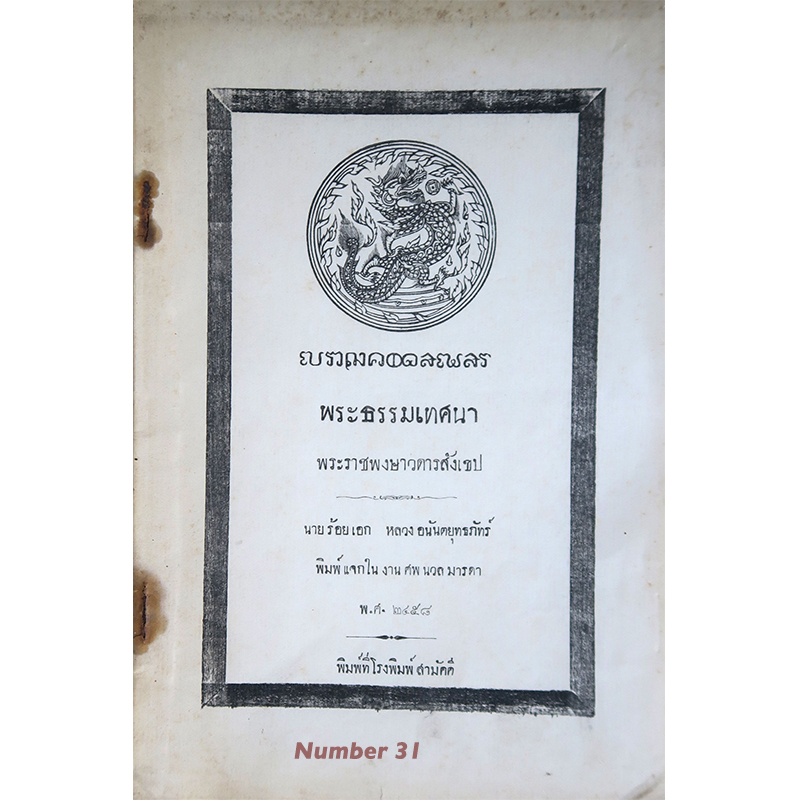 พระธรรมเทศนา
พระราชพงษาวดารสังเขป
นาย ร้อย เอก หลวง อนันตยุทธภัทร์
พิมพ์ แจกใน งาน ศพ นวล มารดา
พ.ศ. ๒๔๕๘
พิมพ์ที่โรงพิมพ์ สามัคคี
Number 31